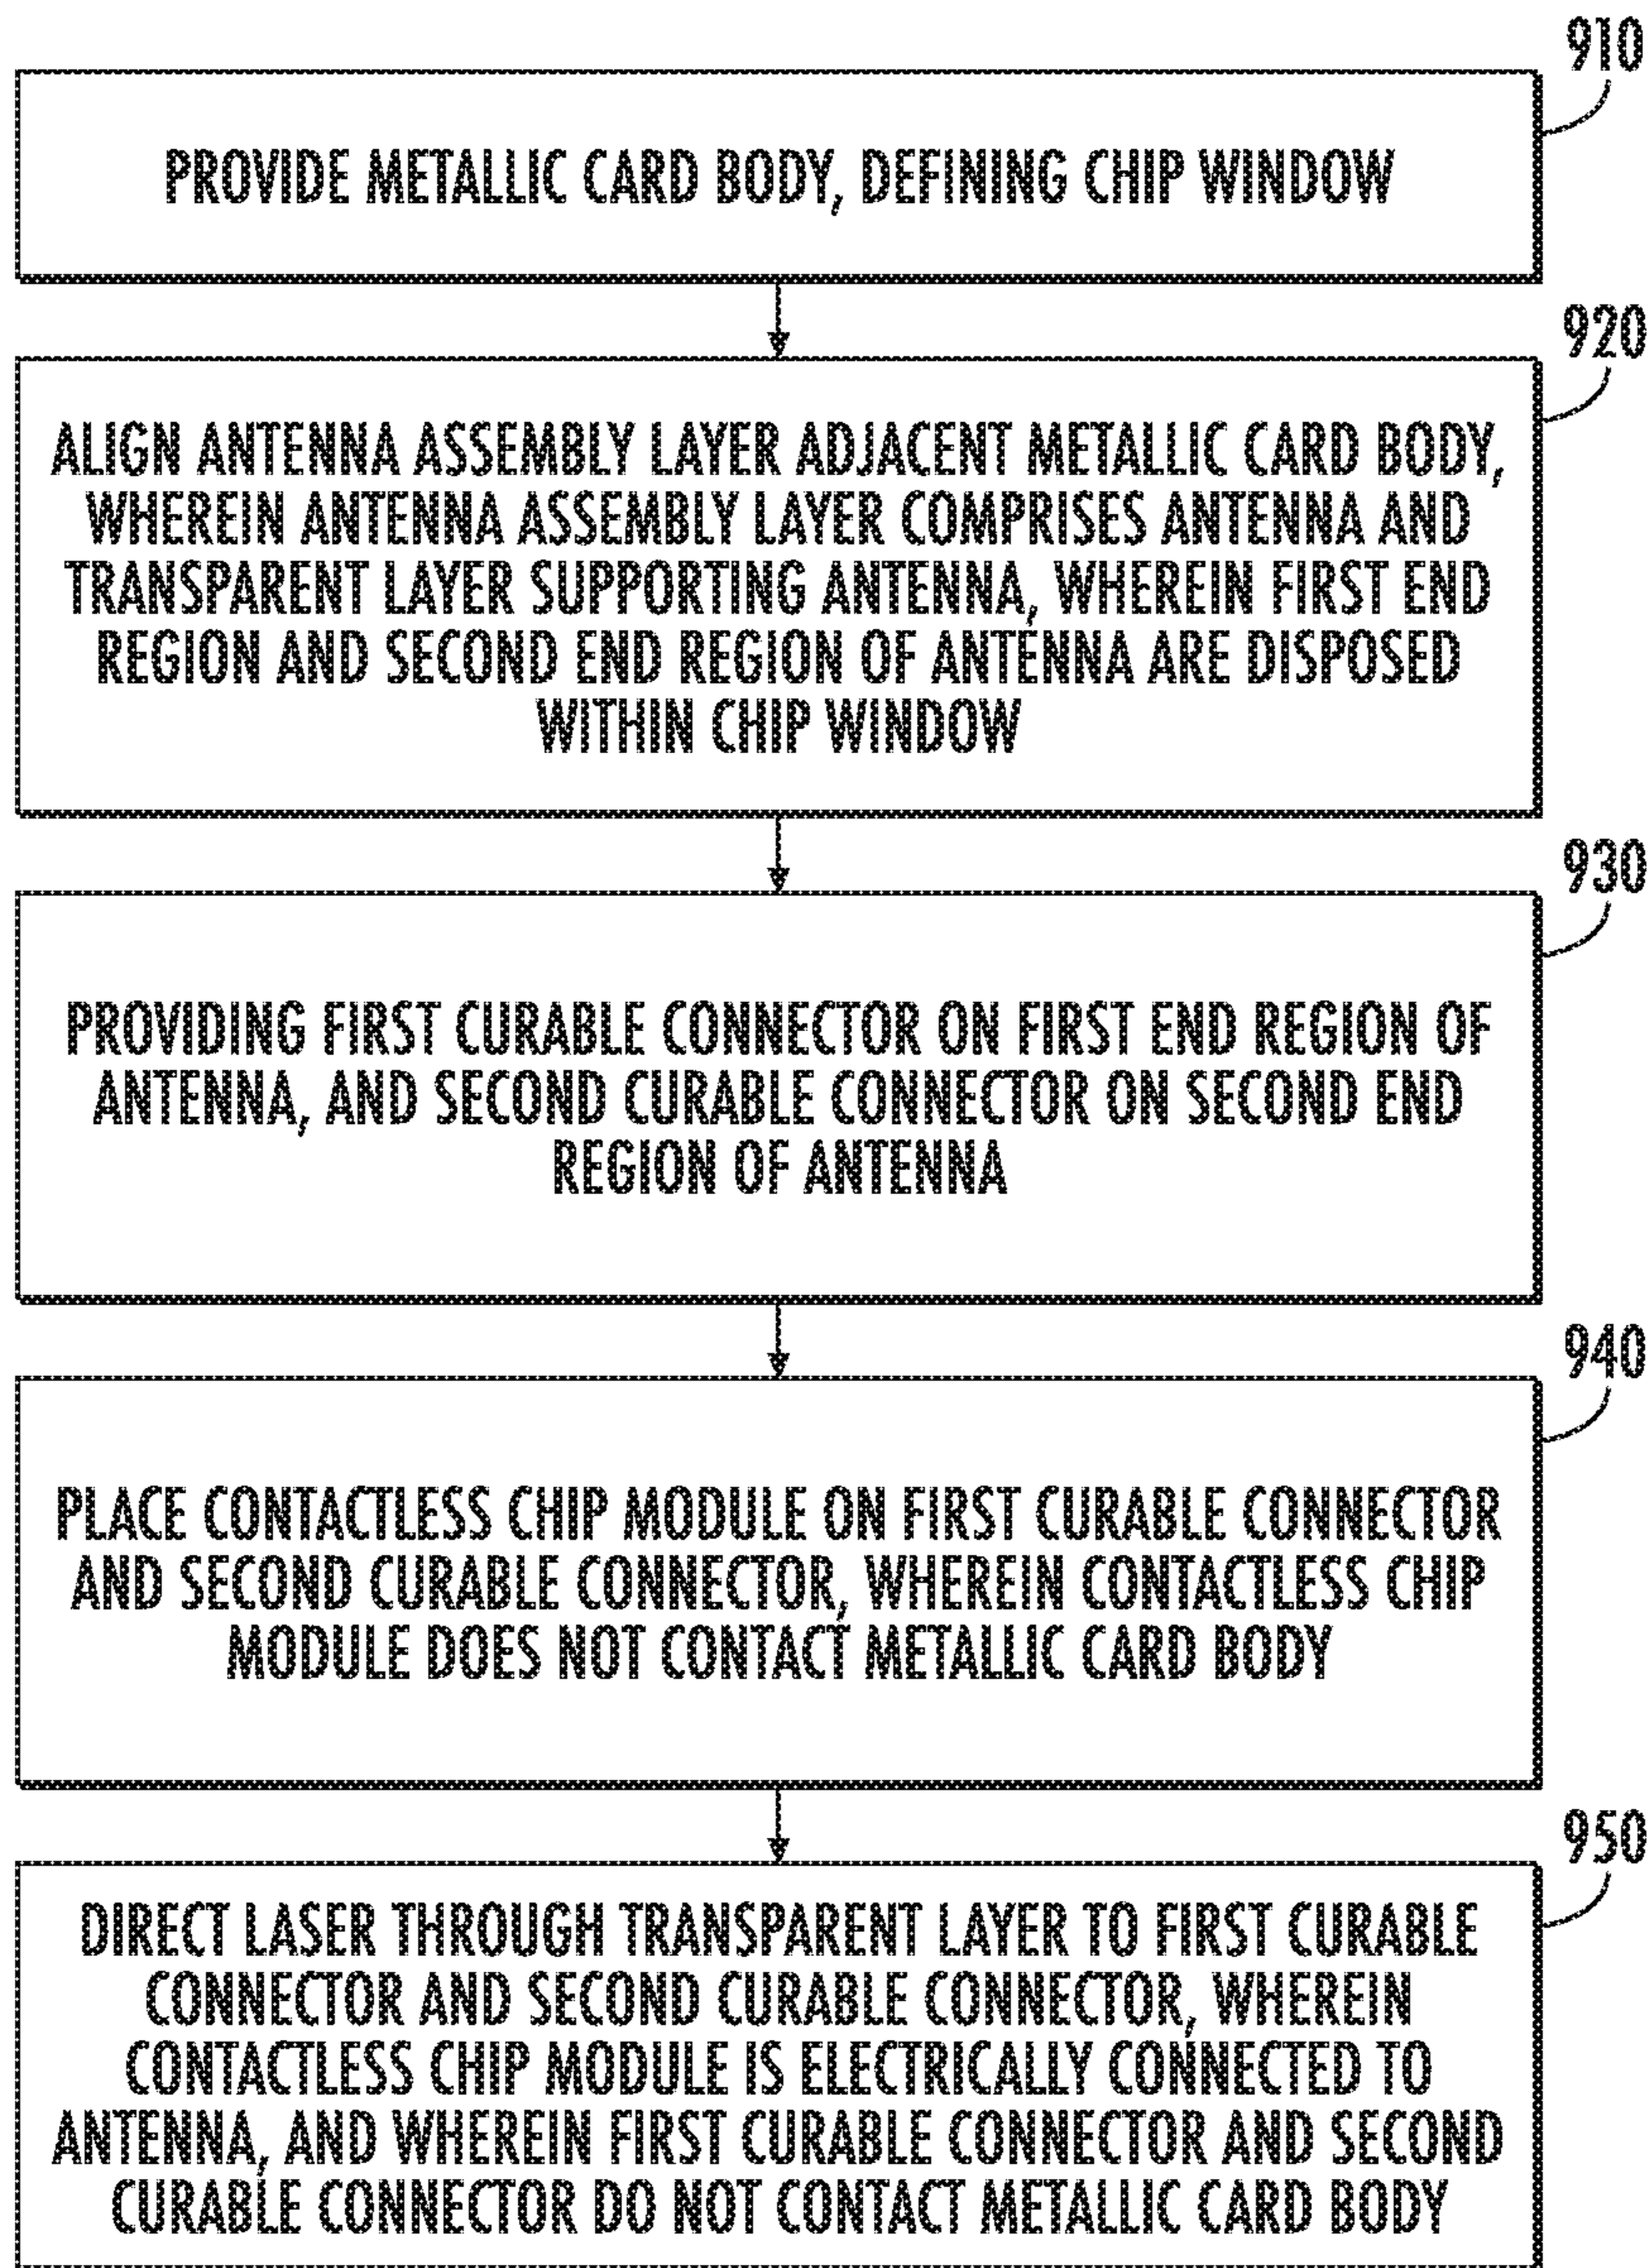 910
PROVIDE METALLIC CARD BODY, DEFINING CHIP WINDOW
920
ALIGN ANTENNA ASSEMBLY LAYER ADJACENT METALLIC CARD BODY,
WHEREIN ANTENNA ASSEMBLY LAYER COMPRISES ANTENNA AND
TRANSPARENT LAYER SUPPORTING ANTENNA, WHEREIN FIRST END
REGION AND SECOND END REGION OF ANTENNA ARE DISPOSED
WITHIN CHIP WINDOW
930
PROVIDING FIRST CURABLE CONNECTOR ON FIRST END REGION OF
ANTENNA, AND SECOND CURABLE CONNECTOR ON SECOND END
REGION OF ANTENNA
940
PLACE CONTACTLESS CHIP MODULE ON FIRST CURABLE CONNECTOR
AND SECOND CURABLE CONNECTOR, WHEREIN CONTACTLESS CHIP
MODULE DOES NOT CONTACT METALLIC CARD BODY
950
DIRECT LASER THROUGH TRANSPARENT LAYER TO FIRST CURABLE
CONNECTOR AND SECOND CURABLE CONNECTOR, WHEREIN
CONTACTLESS CHIP MODULE IS ELECTRICALLY CONNECTED TO
ANTENNA, AND WHEREIN FIRST CURABLE CONNECTOR AND SECOND
CURABLE CONNECTOR DO NOT CONTACT METALLIC CARD BODY